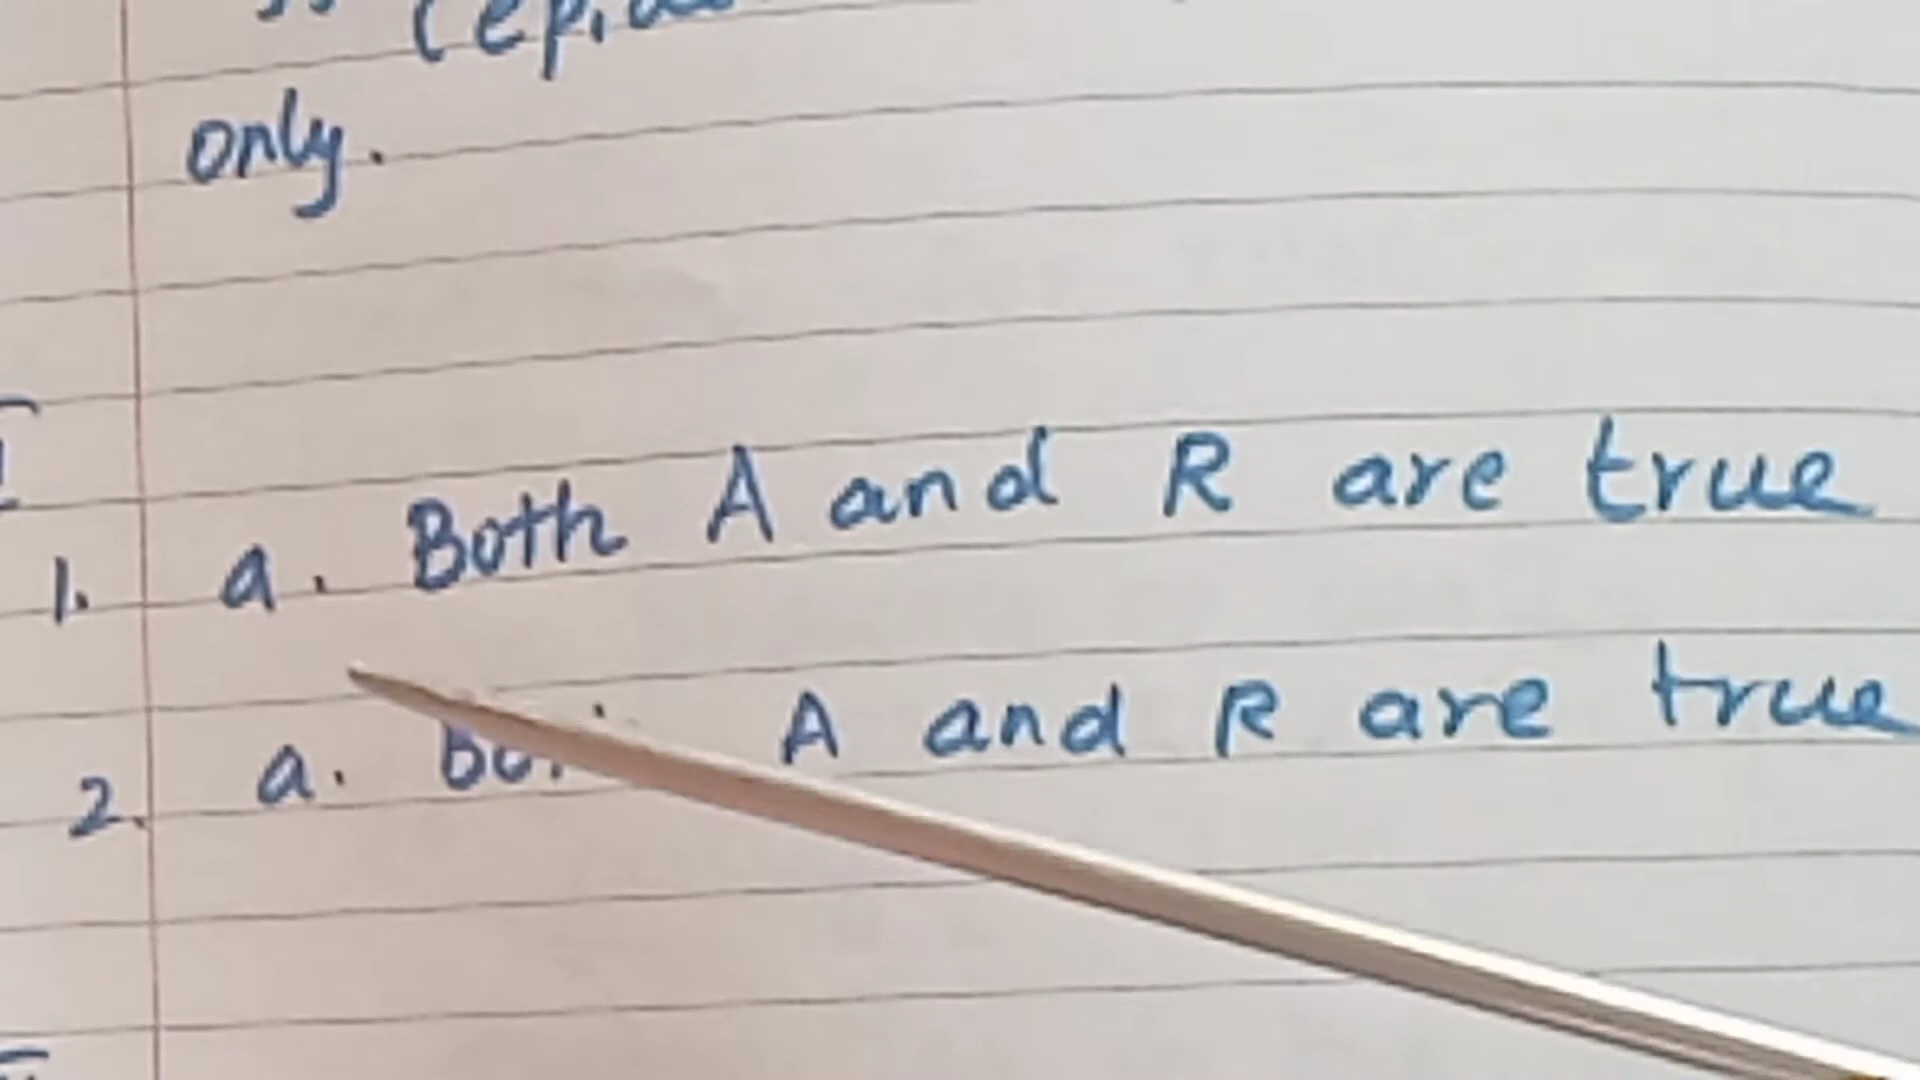 only.
1. a. Both A and R are true
2. a. A and R are true